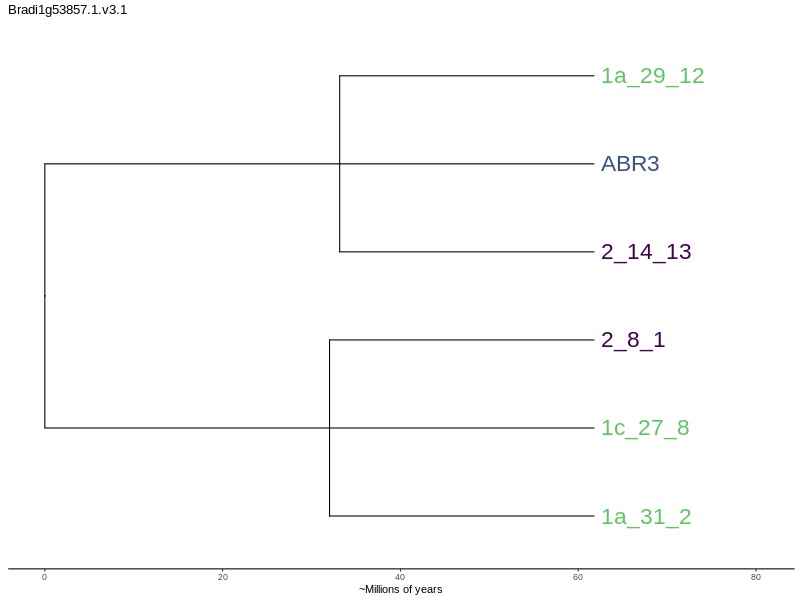 Bradi1g53857.1.v3.1
1a_29_12
ABR3
2_14_13
2_8_1
1c_27_8
1a_31_2
0 20 40 60 80
~Millions of years